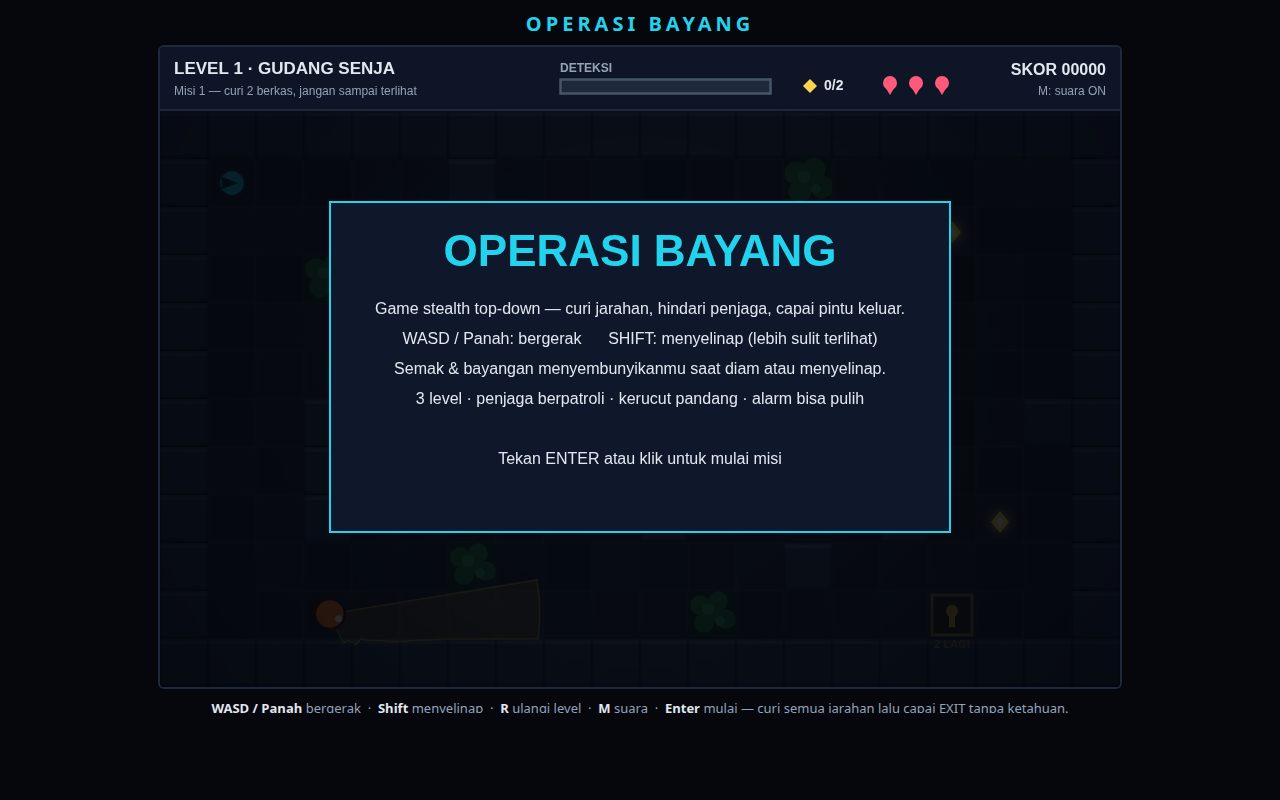 OPERASI BAYANG
LEVEL 1 · GUDANG SENJA
Misi 1 — curi 2 berkas, jangan sampai terlihat
DETEKSI
0/2
SKOR 00000
M: suara ON
OPERASI BAYANG
Game stealth top-down — curi jarahan, hindari penjaga, capai pintu keluar.
WASD / Panah: bergerak SHIFT: menyelinap (lebih sulit terlihat)
Semak & bayangan menyembunyikanmu saat diam atau menyelinap.
3 level · penjaga berpatroli · kerucut pandang · alarm bisa pulih
Tekan ENTER atau klik untuk mulai misi
2 LAGI
WASD / Panah bergerak · Shift menyelinap · R ulangi level · M suara · Enter mulai — curi semua jarahan lalu capai EXIT tanpa ketahuan.